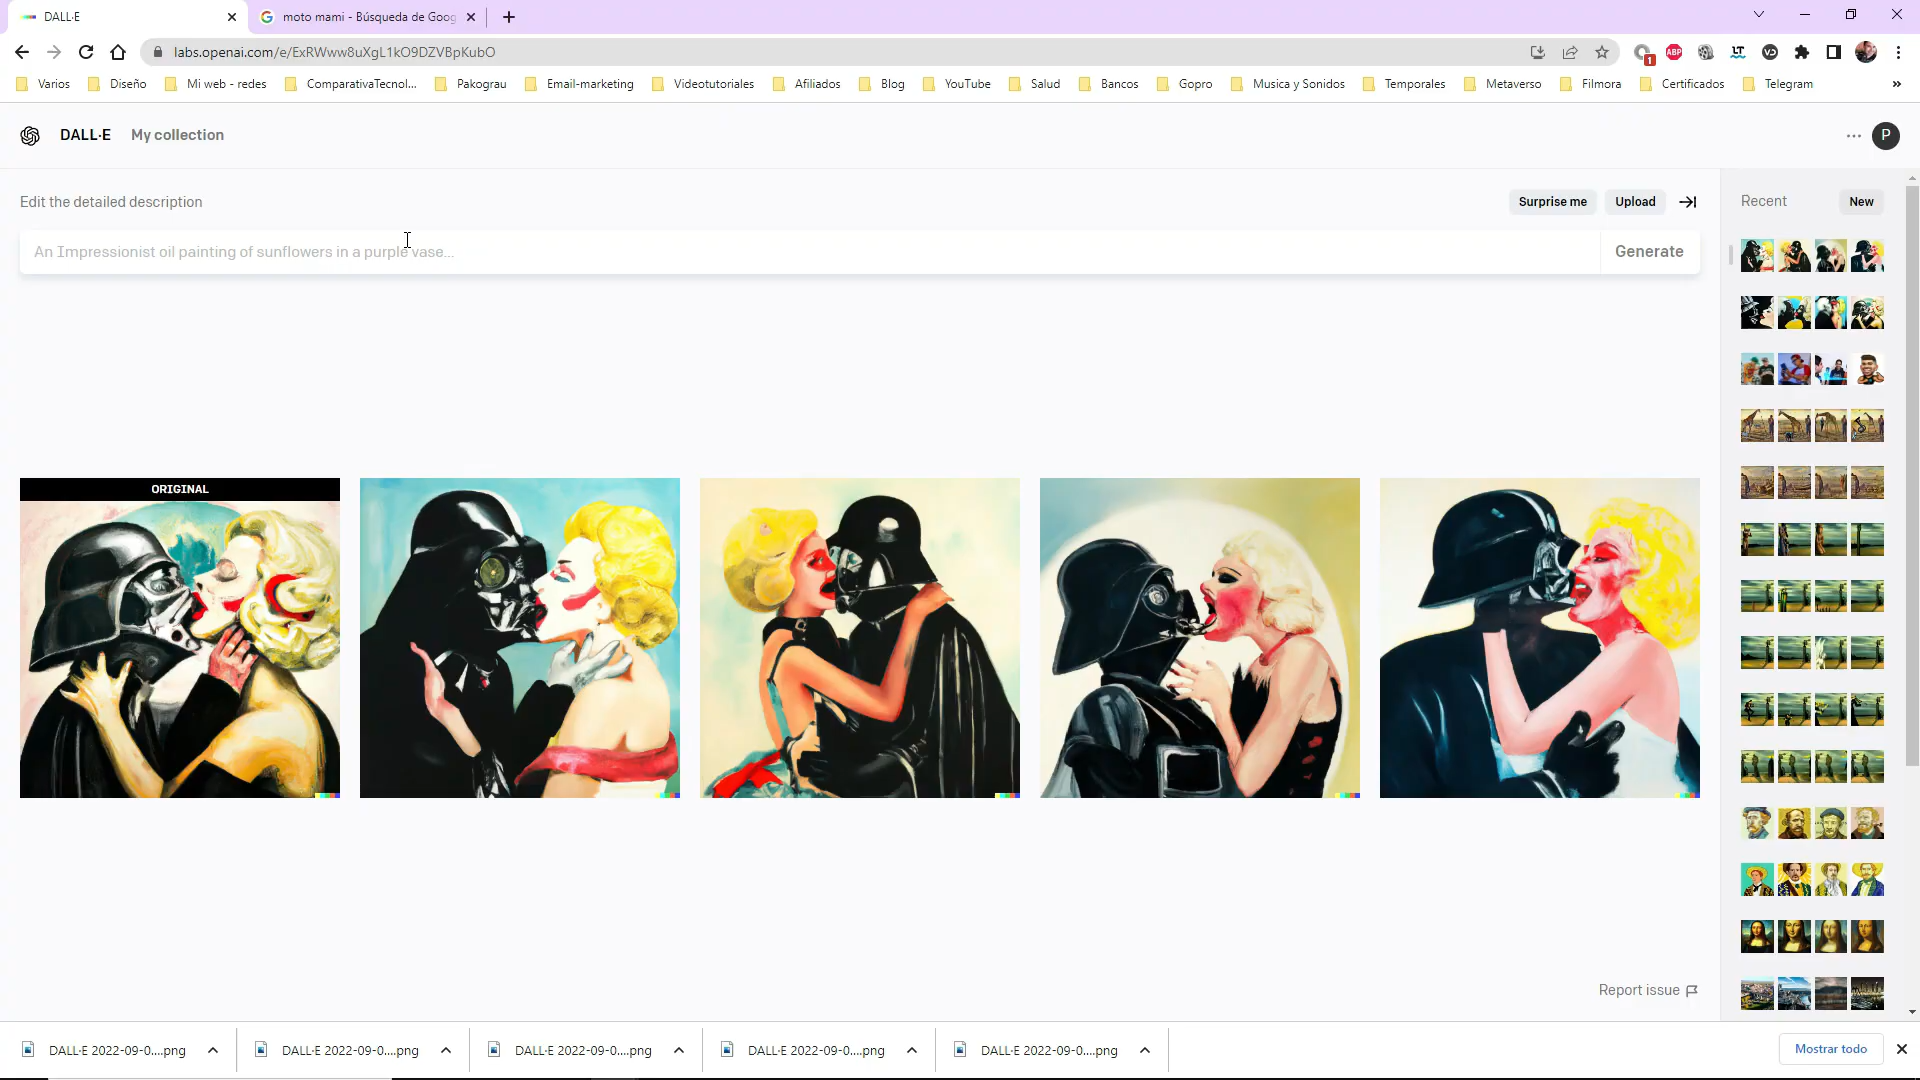 DALL·E
moto mami - Búsqueda de Goog
labs.openai.com/e/ExRWww8uXgL1kO9DZVBpKubO
1
ABP
Varios
Diseño
Mi web - redes
ComparativaTecnol...
Pakograu
Email-marketing
Videotutoriales
Afiliados
Blog
YouTube
Salud
Bancos
Gopro
Musica y Sonidos
Temporales
Metaverso
Filmora
Certificados
Telegram
»
DALL·E
My collection
P
Edit the detailed description
Surprise me
Upload
Recent
New
An Impressionist oil painting of sunflowers in a purple vase...
Generate
ORIGINAL
Report issue
DALL·E 2022-09-0....png
DALL·E 2022-09-0....png
DALL·E 2022-09-0....png
DALL·E 2022-09-0....png
DALL·E 2022-09-0....png
Mostrar todo